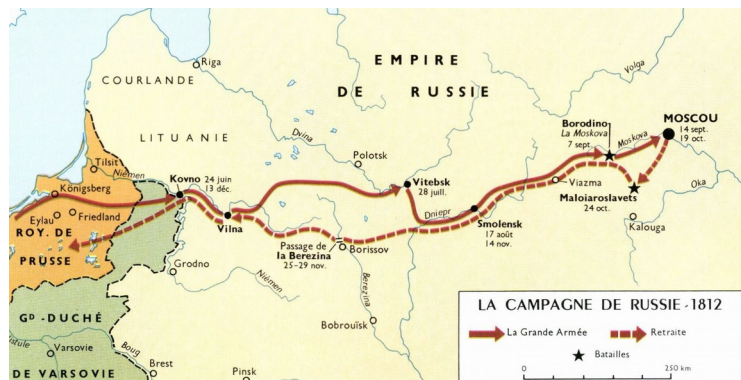 EMPIRE
DE RUSSIE
Riga
COURLANDE
Volga
LITUANIE
Dvina
Polotsk
Borodino
La Moskova
7 sept.
Moskova
MOSCOU
14 sept.
19 oct.
Tilsit
Niémen
Kovno 24 juin
13 déc.
Vitebsk
28 juill.
Viazma
Oka
Königsberg
Maloiaroslavets
24 oct.
Eylau
Friedland
Vilna
Dniepr
Smolensk
17 août
14 nov.
Kalouga
ROY. DE
PRUSSE
Passage de
la Berezina
25-29 nov.
Borissov
Grodno
Niémen
Berezina
GD -DUCHÉ
Bobrouïsk
LA CAMPAGNE DE RUSSIE - 1812
La Grande Armée
Retraite
Batailles
Varsovie
Boug
Brest
Pinsk
DE VARSOVIE
0
250 km